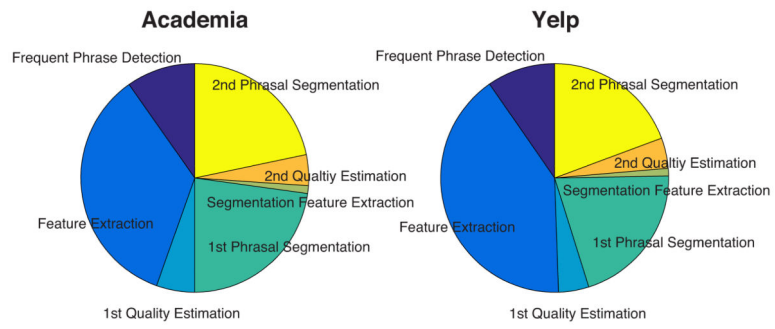 Academia
Frequent Phrase Detection
2nd Phrasal Segmentation
2nd Qualtiy Estimation
Segmentation Feature Extraction
Feature Extraction
1st Phrasal Segmentation
1st Quality Estimation
Yelp
Frequent Phrase Detection
2nd Phrasal Segmentation
2nd Qualtiy Estimation
Segmentation Feature Extraction
Feature Extraction
1st Phrasal Segmentation
1st Quality Estimation